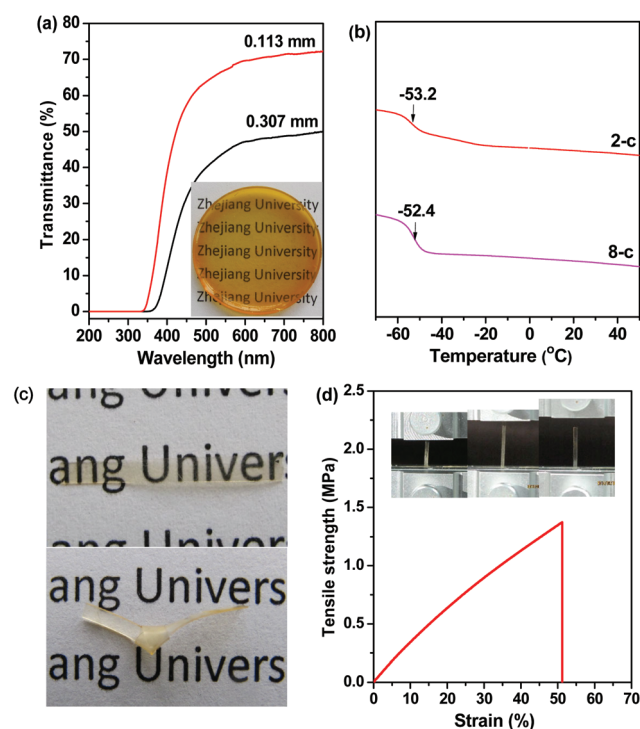 (a)
80
70
60
50
40
30
20
10
0
Transmittance (%)
0.113 mm
0.307 mm
Zhejiang University
Zhejiang University
Zhejiang University
Zhejiang University
Zhejiang University
200 300 400 500 600 700 800
Wavelength (nm)
(b)
-53.2
2-c
-52.4
8-c
-60 -40 -20 0 20 40
Temperature (°C)
(c)
ang Univers
ang Univers
ang Univers
ang Univers
(d)
2.5
2.0
1.5
1.0
0.5
0.0
Tensile strength (MPa)
0 10 20 30 40 50 60 70
Strain (%)